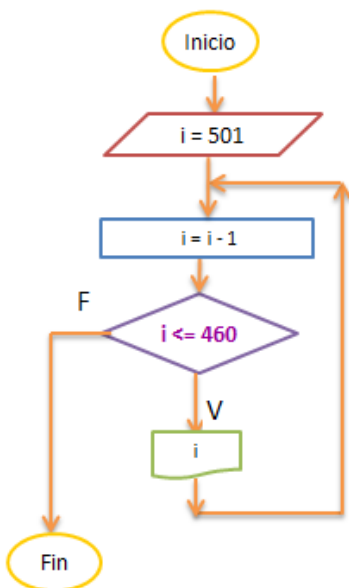 Inicio
i = 501
i = i - 1
F
i <= 460
V
i
Fin